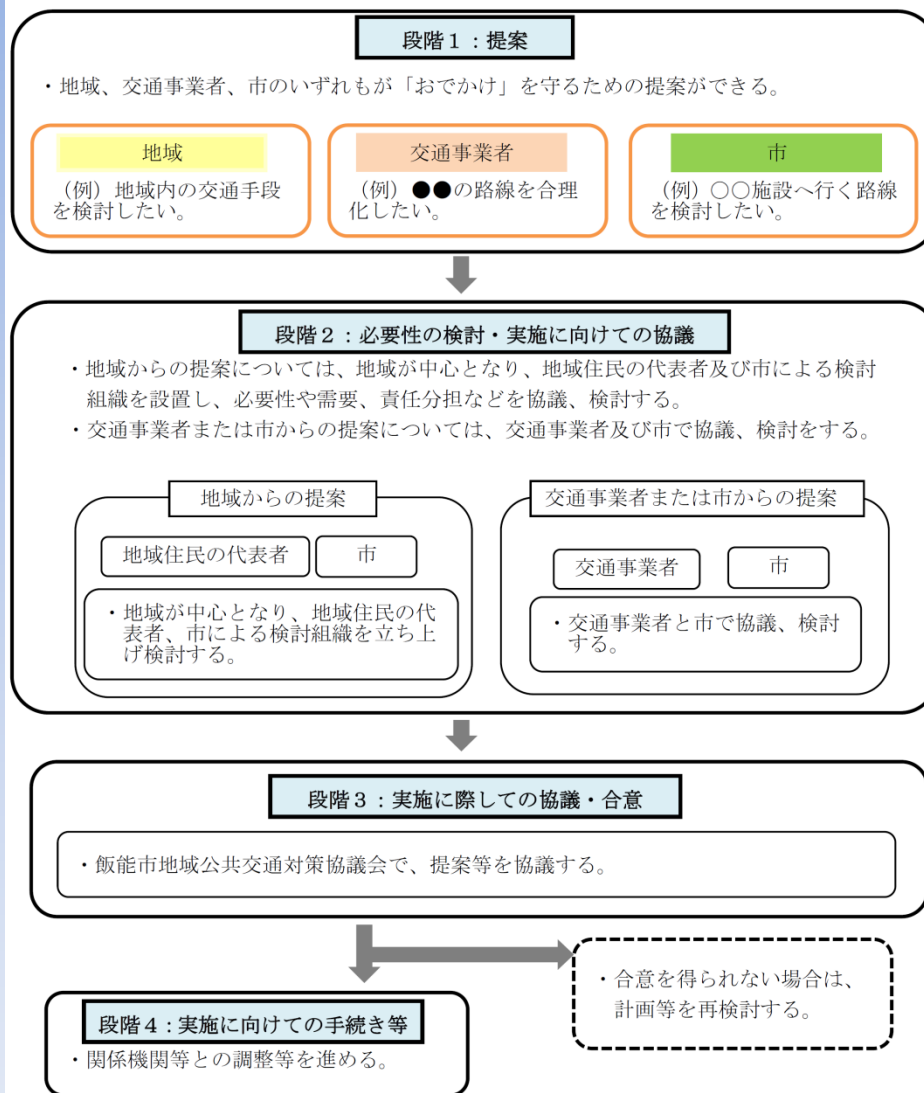 段階１：提案
・地域、交通事業者、市のいずれもが「おでかけ」を守るための提案ができる。
地域
（例）地域内の交通手段
を検討したい。
交通事業者
（例）●●の路線を合理
化したい。
市
（例）○○施設へ行く路線
を検討したい。
段階２：必要性の検討・実施に向けての協議
・地域からの提案については、地域が中心となり、地域住民の代表者及び市による検討
組織を設置し、必要性や需要、責任分担などを協議、検討する。
・交通事業者または市からの提案については、交通事業者及び市で協議、検討をする。
地域からの提案
地域住民の代表者
市
・地域が中心となり、地域住民の代
表者、市による検討組織を立ち上
げ検討する。
交通事業者または市からの提案
交通事業者
市
・交通事業者と市で協議、検討
する。
段階３：実施に際しての協議・合意
・飯能市地域公共交通対策協議会で、提案等を協議する。
・合意を得られない場合は、
計画等を再検討する。
段階４：実施に向けての手続き等
・関係機関等との調整等を進める。